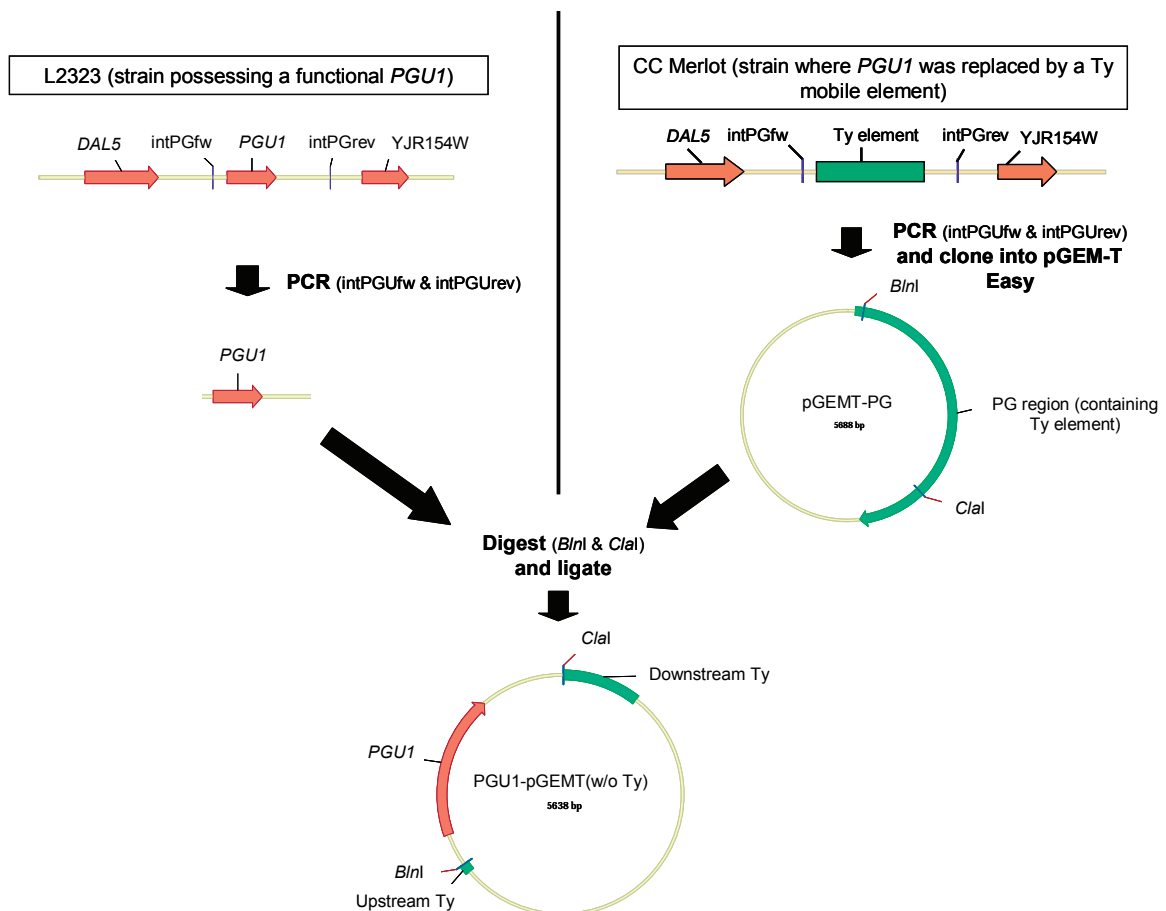 L2323 (strain possessing a functional PGU1)
DAL5
intPGfw
PGU1
intPGrev
YJR154W
PCR (intPGUfw & intPGUrev)
PGU1
CC Merlot (strain where PGU1 was replaced by a Ty
mobile element)
DAL5
intPGfw
Ty element
intPGrev
YJR154W
PCR (intPGUfw & intPGUrev)
and clone into pGEM-T
Easy
BlnI
pGEMT-PG
5688 bp
PG region (containing
Ty element)
ClaI
Digest (BlnI & ClaI)
and ligate
ClaI
Downstream Ty
PGU1
PGU1-pGEMT(w/o Ty)
5638 bp
BlnI
Upstream Ty